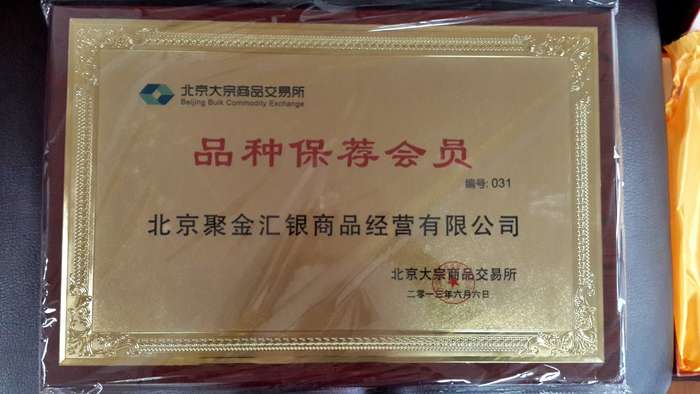 北京大宗商品交易所
Beijing Bulk Commodity Exchange
品种保荐会员
编号: 031
北京聚金汇银商品经营有限公司
北京大宗商品交易所
二零一三年六月六日